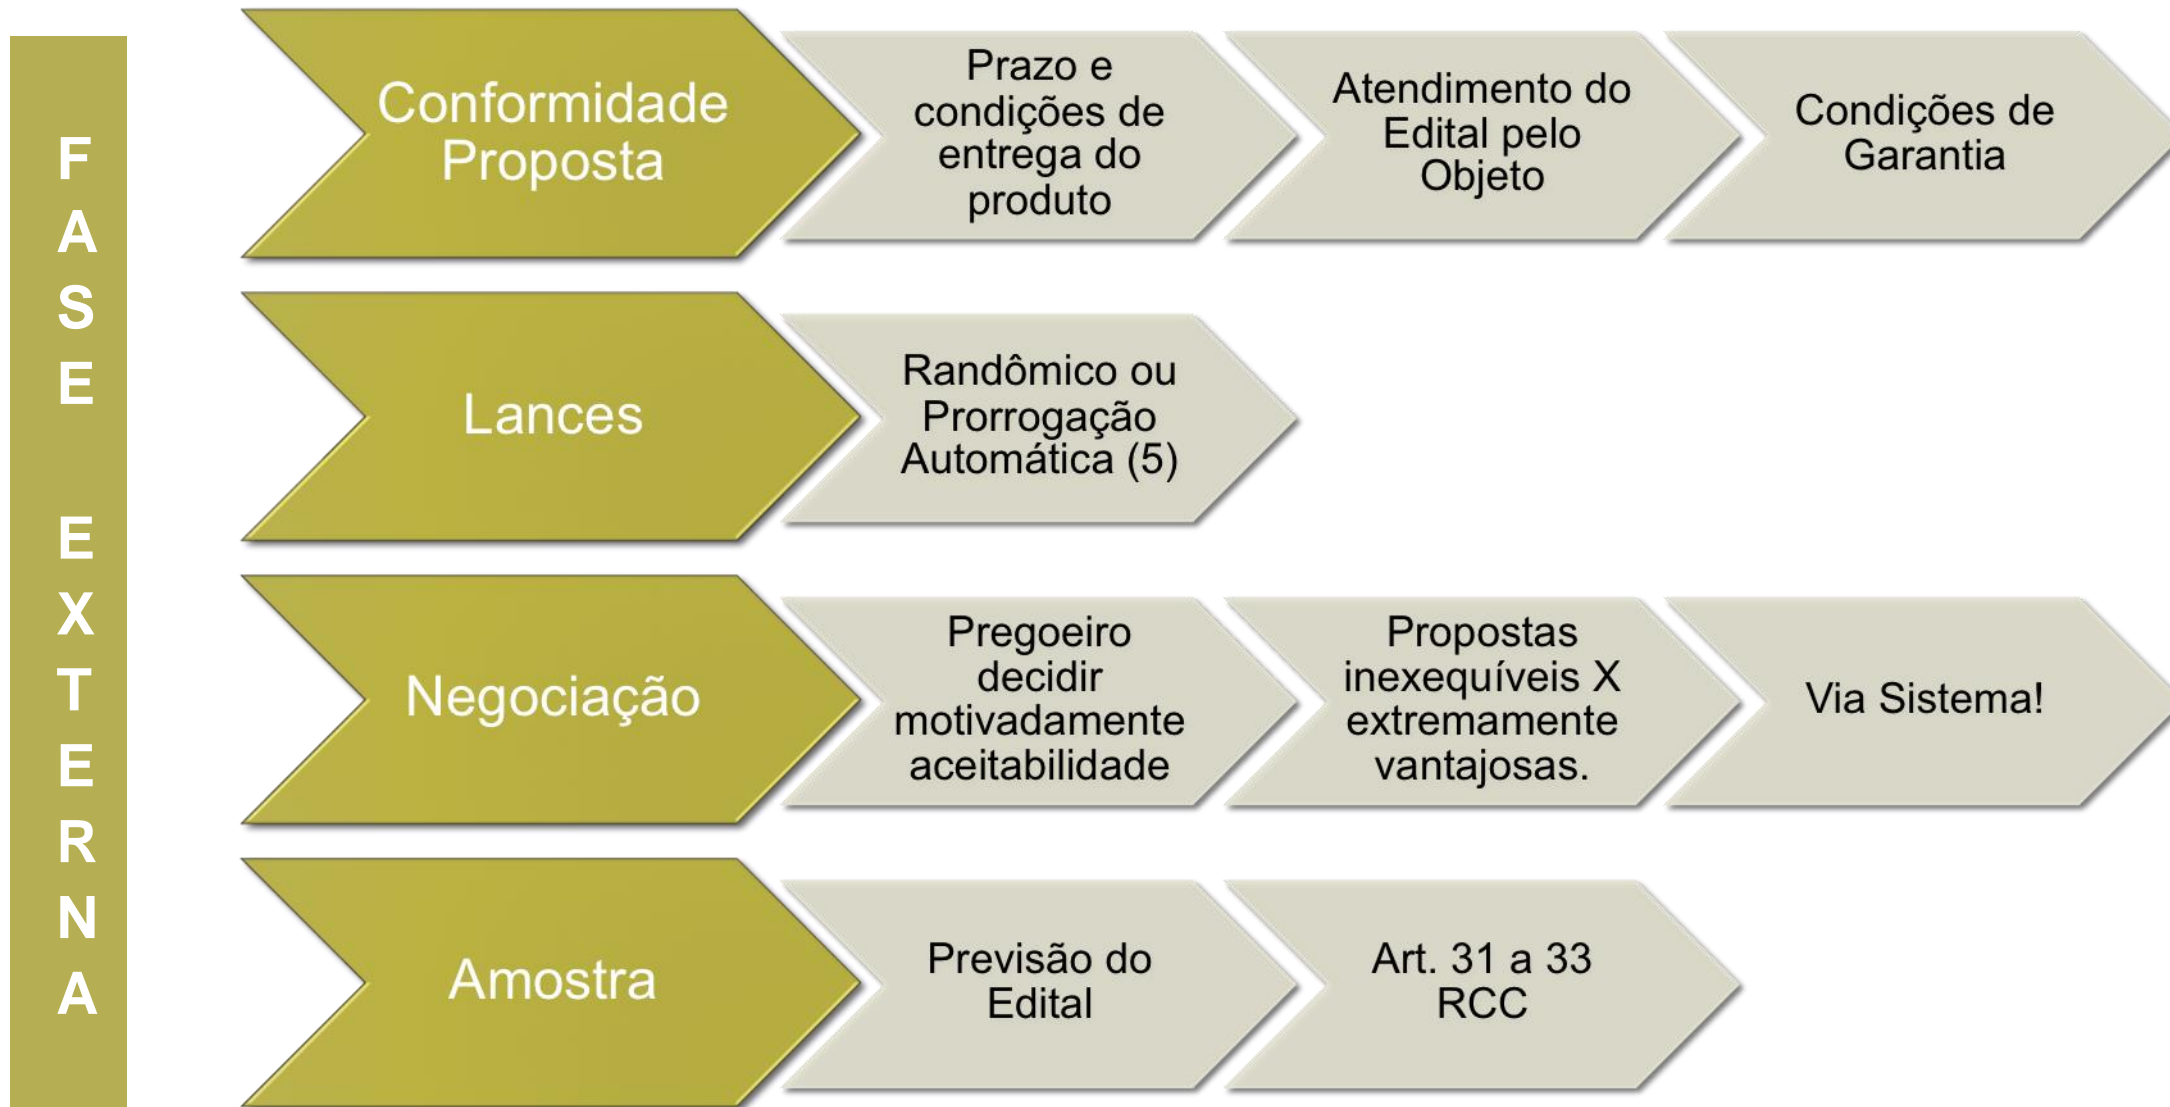 FASE EXTERNA
Conformidade
Proposta
Prazo e
condições de
entrega do
produto
Atendimento do
Edital pelo
Objeto
Condições de
Garantia
Lances
Randômico ou
Prorrogação
Automática (5)
Negociação
Pregoeiro
decidir
motivadamente
aceitabilidade
Propostas
inexequíveis X
extremamente
vantajosas.
Via Sistema!
Amostra
Previsão do
Edital
Art. 31 a 33
RCC